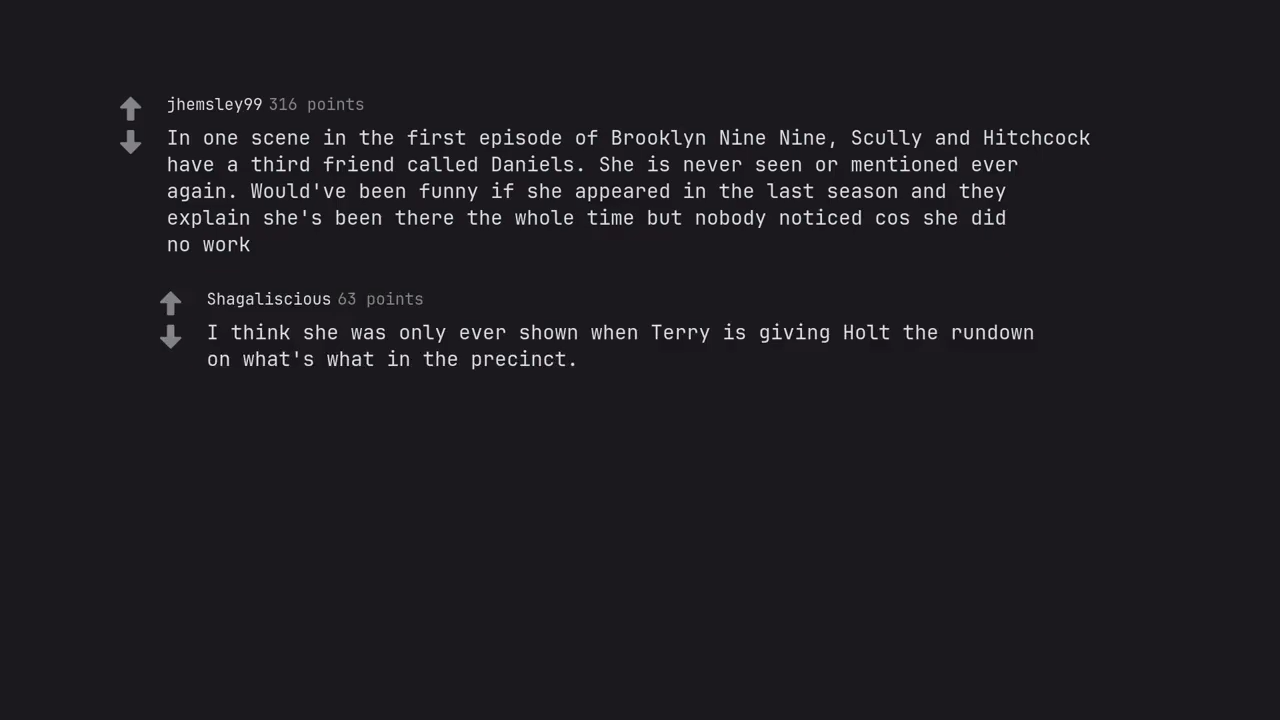 jhemsley99 316 points
In one scene in the first episode of Brooklyn Nine Nine, Scully and Hitchcock
have a third friend called Daniels. She is never seen or mentioned ever
again. Would've been funny if she appeared in the last season and they
explain she's been there the whole time but nobody noticed cos she did
no work
Shagaliscious 63 points
I think she was only ever shown when Terry is giving Holt the rundown
on what's what in the precinct.